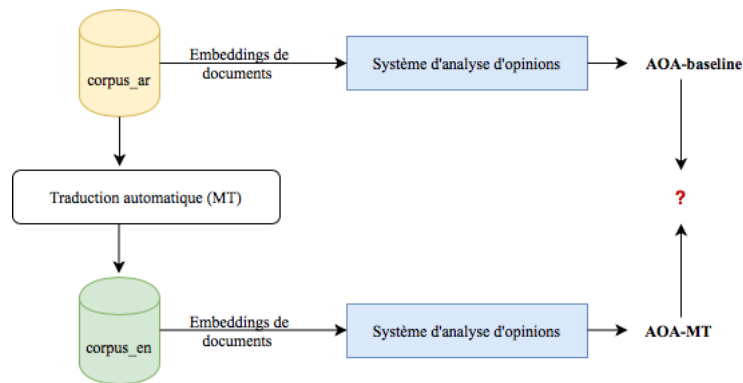 Embeddings de
documents
corpus_ar
Système d'analyse d'opinions
AOA-baseline
Traduction automatique (MT)
?
Embeddings de
documents
corpus_en
Système d'analyse d'opinions
AOA-MT